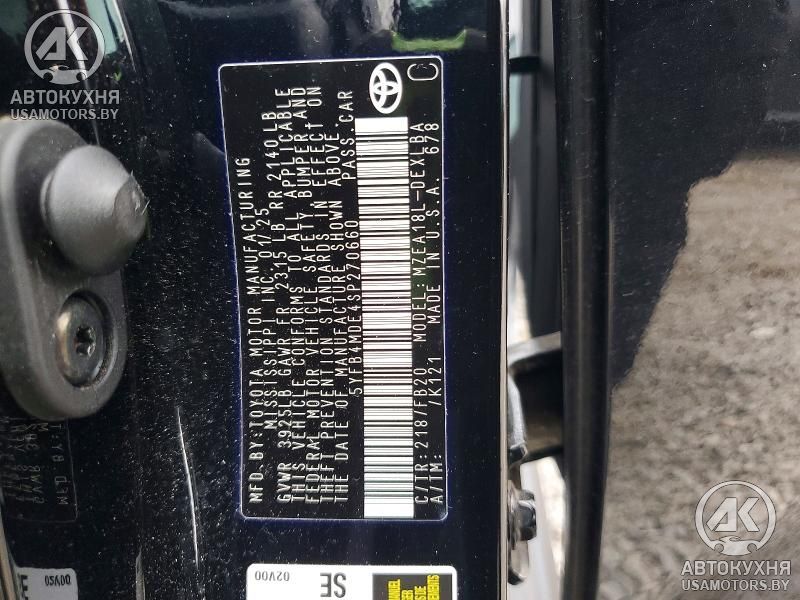 АВТОКУХНЯ
USAMOTORS.BY
MFD. BY: TOYOTA MOTOR MANUFACTURING
MISSISSIPPI INC. 01/25
GVWR 3925LB GAWR FR 2315 LB RR 2140LB
THIS VEHICLE CONFORMS TO ALL APPLICABLE
FEDERAL MOTOR VEHICLE SAFETY, BUMPER, AND
THEFT PREVENTION STANDARDS IN EFFECT ON
THE DATE OF MANUFACTURE SHOWN ABOVE.
5YFB4MDE4SP270660 PASS. CAR
C/TR: 218 /FB20 MODEL: MZEA18L-DEXLBA
A/TM: /K121 MADE IN U.S.A. 678
C
SE
02V00
АВТОКУХНЯ
USAMOTORS.BY